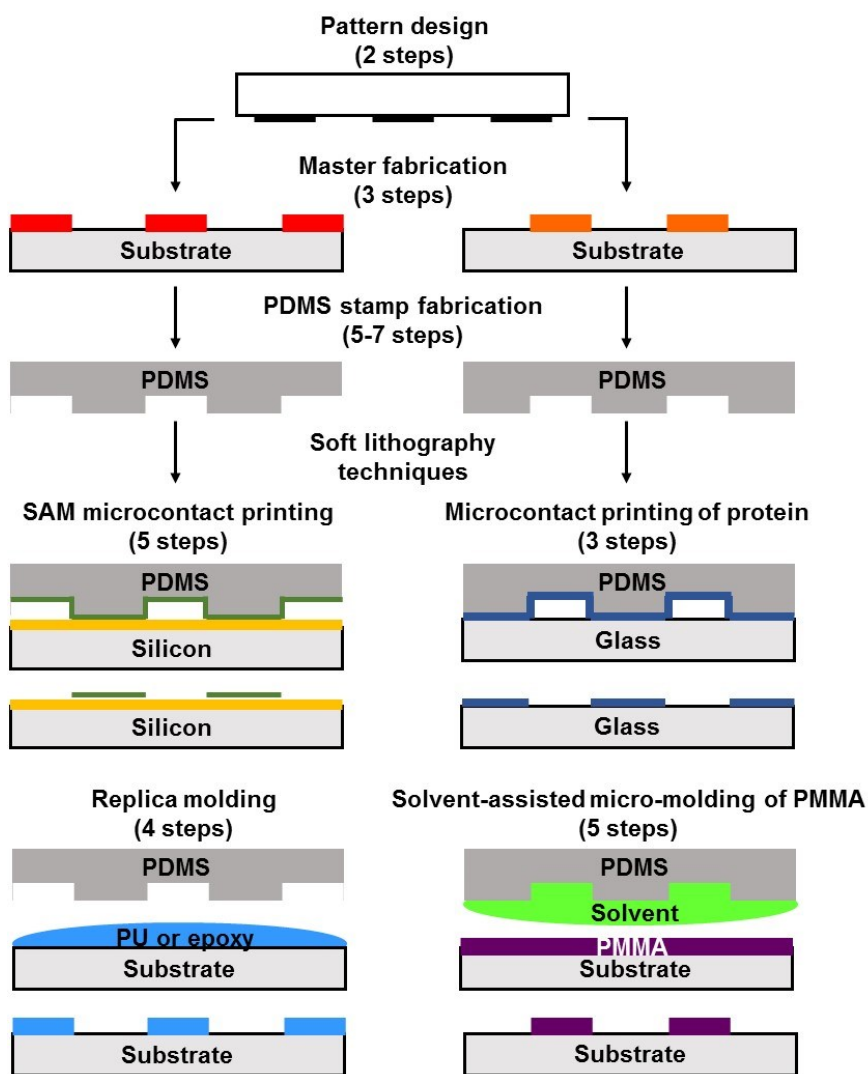 Pattern design
(2 steps)
Master fabrication
(3 steps)
Substrate
Substrate
PDMS stamp fabrication
(5-7 steps)
PDMS
PDMS
Soft lithography
techniques
SAM microcontact printing
(5 steps)
PDMS
Silicon
Silicon
Microcontact printing of protein
(3 steps)
PDMS
Glass
Glass
Replica molding
(4 steps)
PDMS
PU or epoxy
Substrate
Substrate
Solvent-assisted micro-molding of PMMA
(5 steps)
PDMS
Solvent
PMMA
Substrate
Substrate